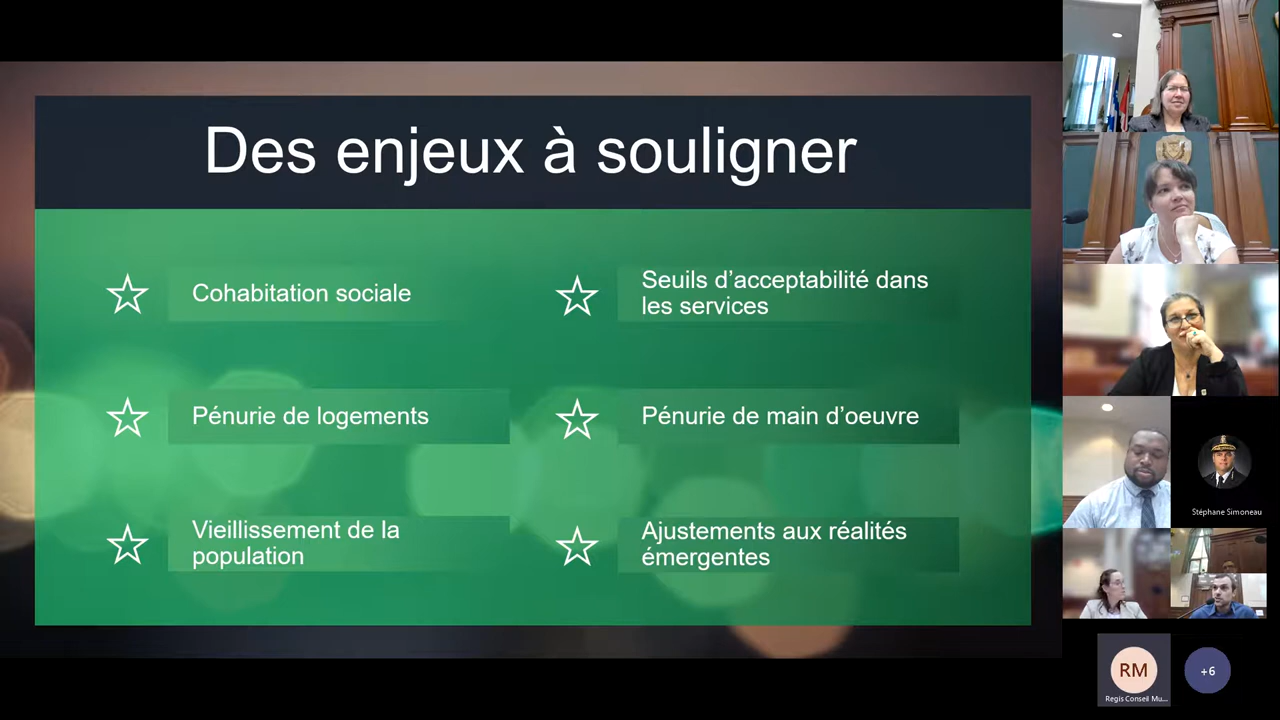 Des enjeux à souligner
Cohabitation sociale
Seuils d’acceptabilité dans
les services
Pénurie de logements
Pénurie de main d’oeuvre
Vieillissement de la
population
Ajustements aux réalités
émergentes
Stéphane Simoneau
RM
Regis Conseil Mu...
+6